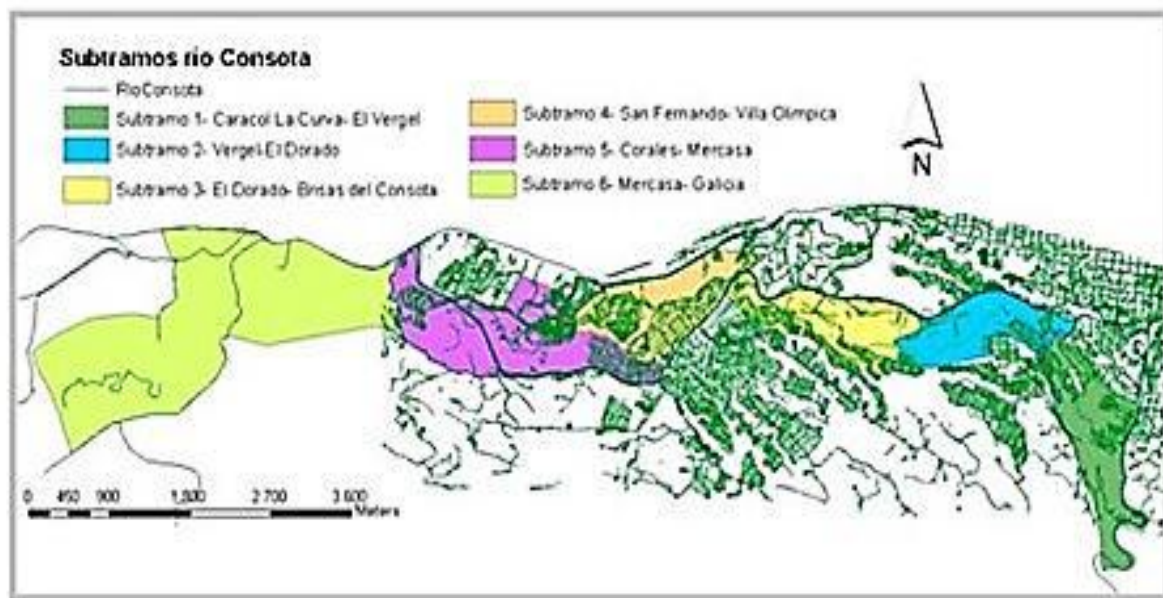 Subtramos río Consota
Rio Consota
Subtramo 1- Caracol La Curva- El Vergel
Subtramo 2- Vergel-El Dorado
Subtramo 3- El Dorado- Brisas del Consota
Subtramo 4- San Fernando- Villa Olimpica
Subtramo 5- Corales- Mercasa
Subtramo 6- Mercasa- Galicia
N
0 450 900 1,800 2,700 3,600
Meters